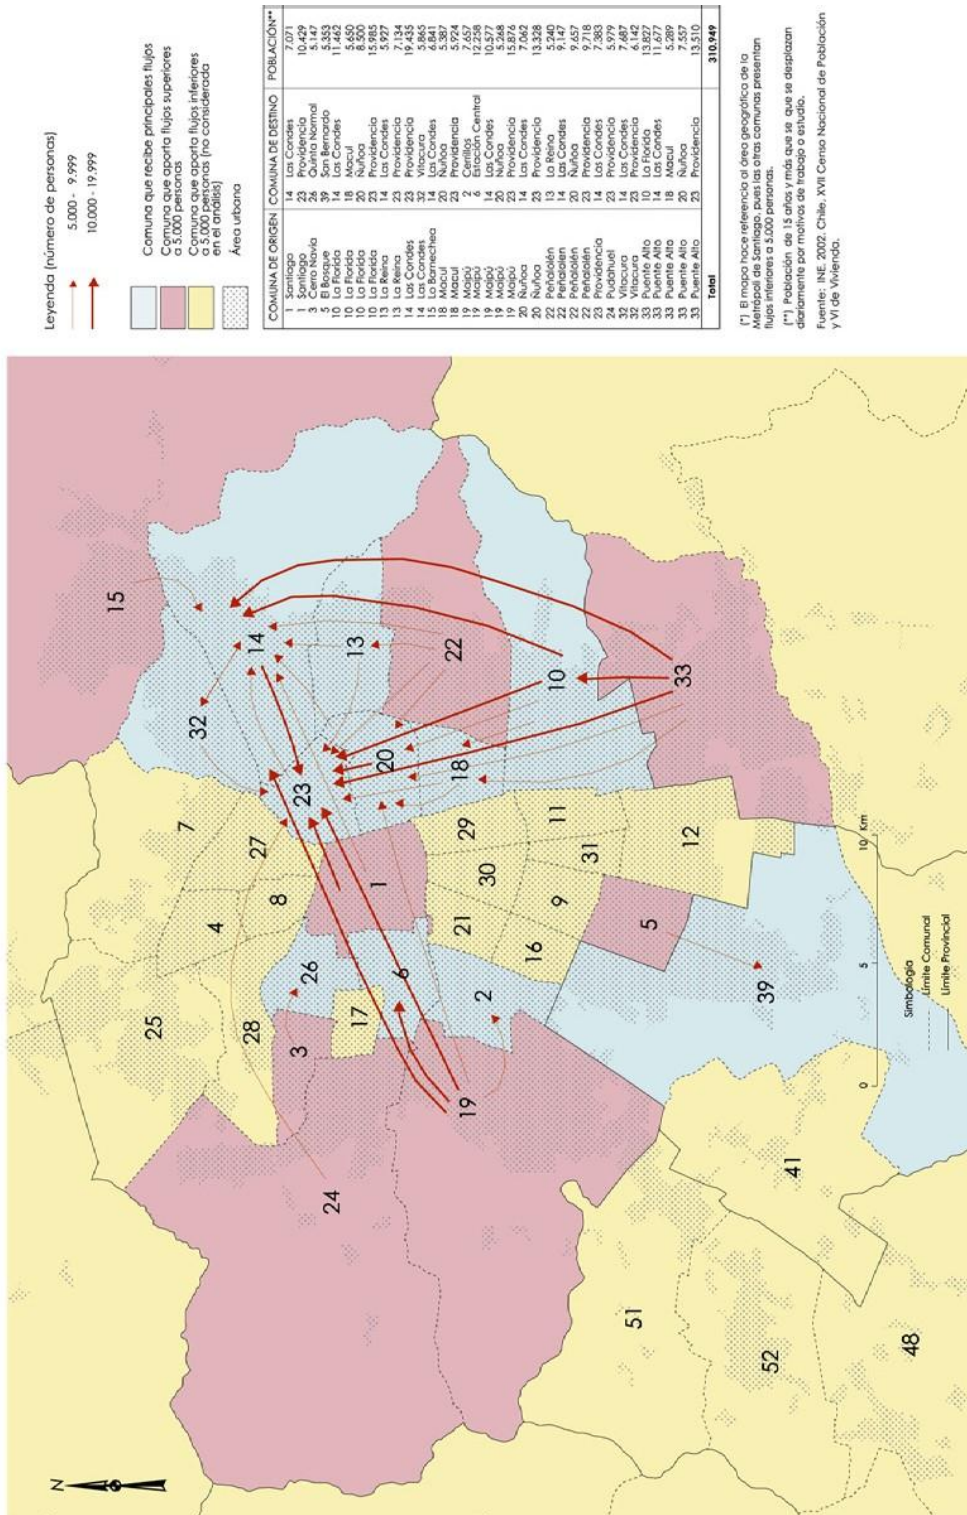 N
15
14
32
13
22
7
23
20
10
33
27
18
4
8
1
29
11
12
25
26
30
31
21
9
28
6
16
5
3
17
2
39
19
24
41
51
52
48
0 5 10 Km
Simbología
Límite Comunal
Límite Provincial
Leyenda (número de personas)
5.000 - 9.999
10.000 - 19.999
Comuna que recibe principales flujos
Comuna que aporta flujos superiores
a 5.000 personas
Comuna que aporta flujos inferiores
a 5.000 personas (no considerada
en el análisis)
Área urbana
COMUNA DE ORIGEN COMUNA DE DESTINO POBLACIÓN**
1 Santiago 14 Las Condes 7.071
1 Santiago 23 Providencia 10.429
3 Cerro Navia 26 Quinta Normal 5.147
5 El Bosque 39 San Bernardo 5.353
10 La Florida 14 Las Condes 11.462
10 La Florida 18 Macul 5.650
10 La Florida 20 Ñuñoa 8.500
10 La Florida 23 Providencia 15.985
13 La Reina 14 Las Condes 5.927
13 La Reina 23 Providencia 7.134
14 Las Condes 23 Providencia 19.435
14 Las Condes 32 Vitacura 5.865
15 Lo Barnechea 14 Las Condes 6.841
18 Macul 20 Ñuñoa 5.387
18 Macul 23 Providencia 5.924
19 Maipú 2 Cerrillos 7.657
19 Maipú 6 Estación Central 12.258
19 Maipú 14 Las Condes 10.577
19 Maipú 20 Ñuñoa 5.268
19 Maipú 23 Providencia 15.876
20 Ñuñoa 14 Las Condes 7.062
20 Ñuñoa 23 Providencia 13.328
22 Peñalolén 13 La Reina 5.240
22 Peñalolén 14 Las Condes 9.147
22 Peñalolén 20 Ñuñoa 9.657
22 Peñalolén 23 Providencia 9.718
23 Providencia 14 Las Condes 7.383
24 Pudahuel 23 Providencia 5.979
32 Vitacura 14 Las Condes 7.687
32 Vitacura 23 Providencia 6.142
33 Puente Alto 10 La Florida 13.827
33 Puente Alto 14 Las Condes 11.677
33 Puente Alto 18 Macul 5.289
33 Puente Alto 20 Ñuñoa 7.557
33 Puente Alto 23 Providencia 13.510
Total 310.949
(*) El mapa hace referencia al área geográfica de la
Metrópoli de Santiago, pues las otras comunas presentan
flujos inferiores a 5.000 personas.
(**) Población de 15 años y más que se que se desplazan
diariamente por motivos de trabajo o estudio.
Fuente: INE, 2002. Chile, XVII Censo Nacional de Población
y VI de Vivienda.